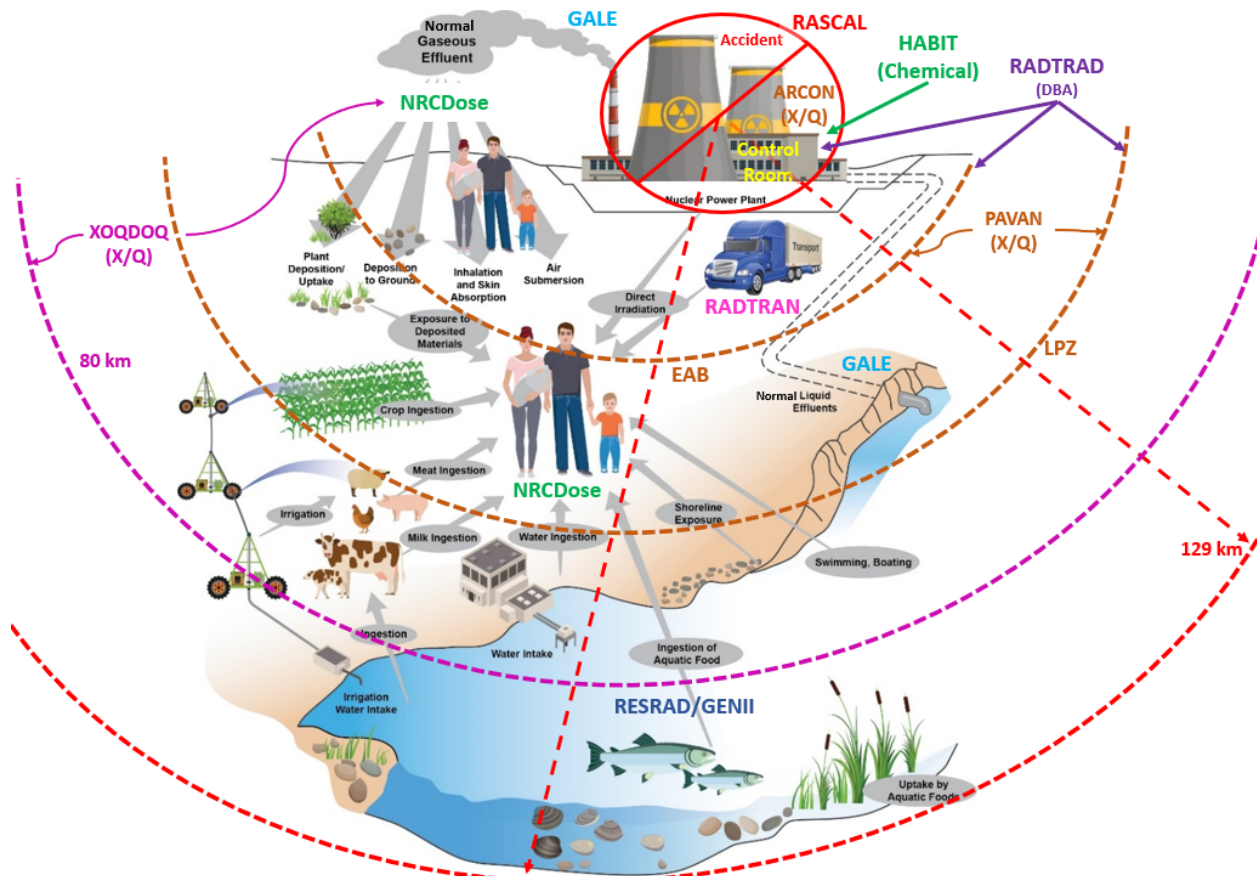 GALE
RASCAL
Normal
Gaseous
Effluent
Accident
HABIT
(Chemical)
RADTRAD
(DBA)
NRCDose
ARCON
(X/Q)
Control
Room
Nuclear Power Plant
XOQDOQ
(X/Q)
PAVAN
(X/Q)
Plant
Deposition/
Uptake
Deposition
to Ground
Inhalation
and Skin
Absorption
Air
Submersion
Transport
Direct
Irradiation
RADTRAN
Exposure to
Deposited
Materials
80 km
EAB
LPZ
GALE
Normal Liquid
Effluents
Crop Ingestion
Meat Ingestion
NRCDose
Irrigation
Milk Ingestion
Water Ingestion
Shoreline
Exposure
Swimming, Boating
129 km
Ingestion
Water Intake
Ingestion of
Aquatic Food
Irrigation
Water Intake
RESRAD/GENII
Uptake by
Aquatic Foods